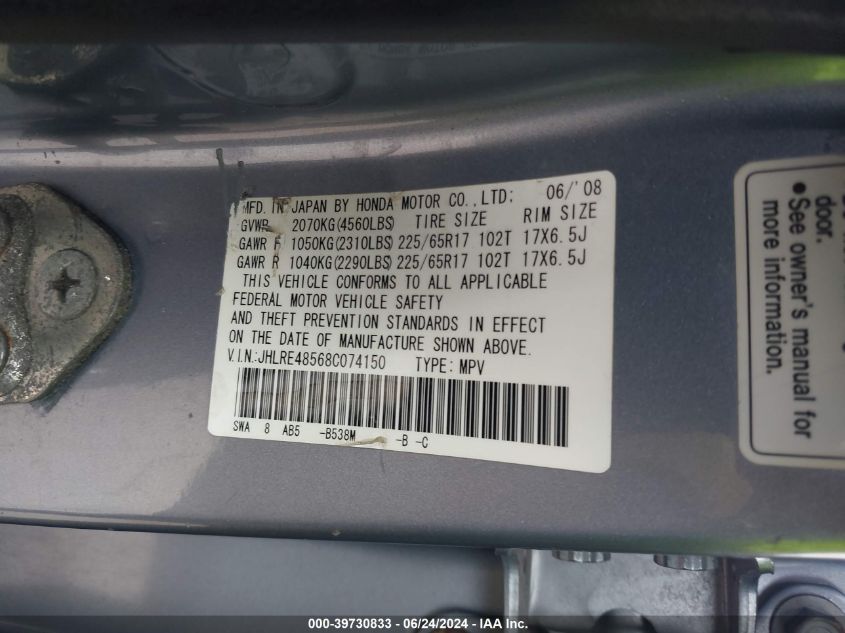 MFD. IN JAPAN BY HONDA MOTOR CO., LTD: 06/'08
GVWR 2070KG(4560LBS) TIRE SIZE RIM SIZE
GAWR F 1050KG(2310LBS) 225/65R17 102T 17X6.5J
GAWR R 1040KG(2290LBS) 225/65R17 102T 17X6.5J
THIS VEHICLE CONFORMS TO ALL APPLICABLE
FEDERAL MOTOR VEHICLE SAFETY
AND THEFT PREVENTION STANDARDS IN EFFECT
ON THE DATE OF MANUFACTURE SHOWN ABOVE.
V.I.N.:JHLRE48568C074150 TYPE: MPV
SWA 8 AB5 -B538M -B -C
door.
• See owner's manual for
more information.
000-39730833 - 06/24/2024 - IAA Inc.